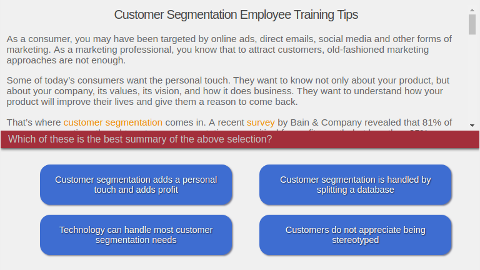 Customer Segmentation Employee Training Tips
As a consumer, you may have been targeted by online ads, direct emails, social media and other forms of
marketing. As a marketing professional, you know that to attract customers, old-fashioned marketing
approaches are not enough.
Some of today's consumers want the personal touch. They want to know not only about your product, but
about your company, its values, its vision, and how it does business. They want to understand how your
product will improve their lives and give them a reason to come back.
That's where customer segmentation comes in. A recent survey by Bain & Company revealed that 81% of
Which of these is the best summary of the above selection?
Customer segmentation adds a personal
touch and adds profit
Customer segmentation is handled by
splitting a database
Technology can handle most customer
segmentation needs
Customers do not appreciate being
stereotyped